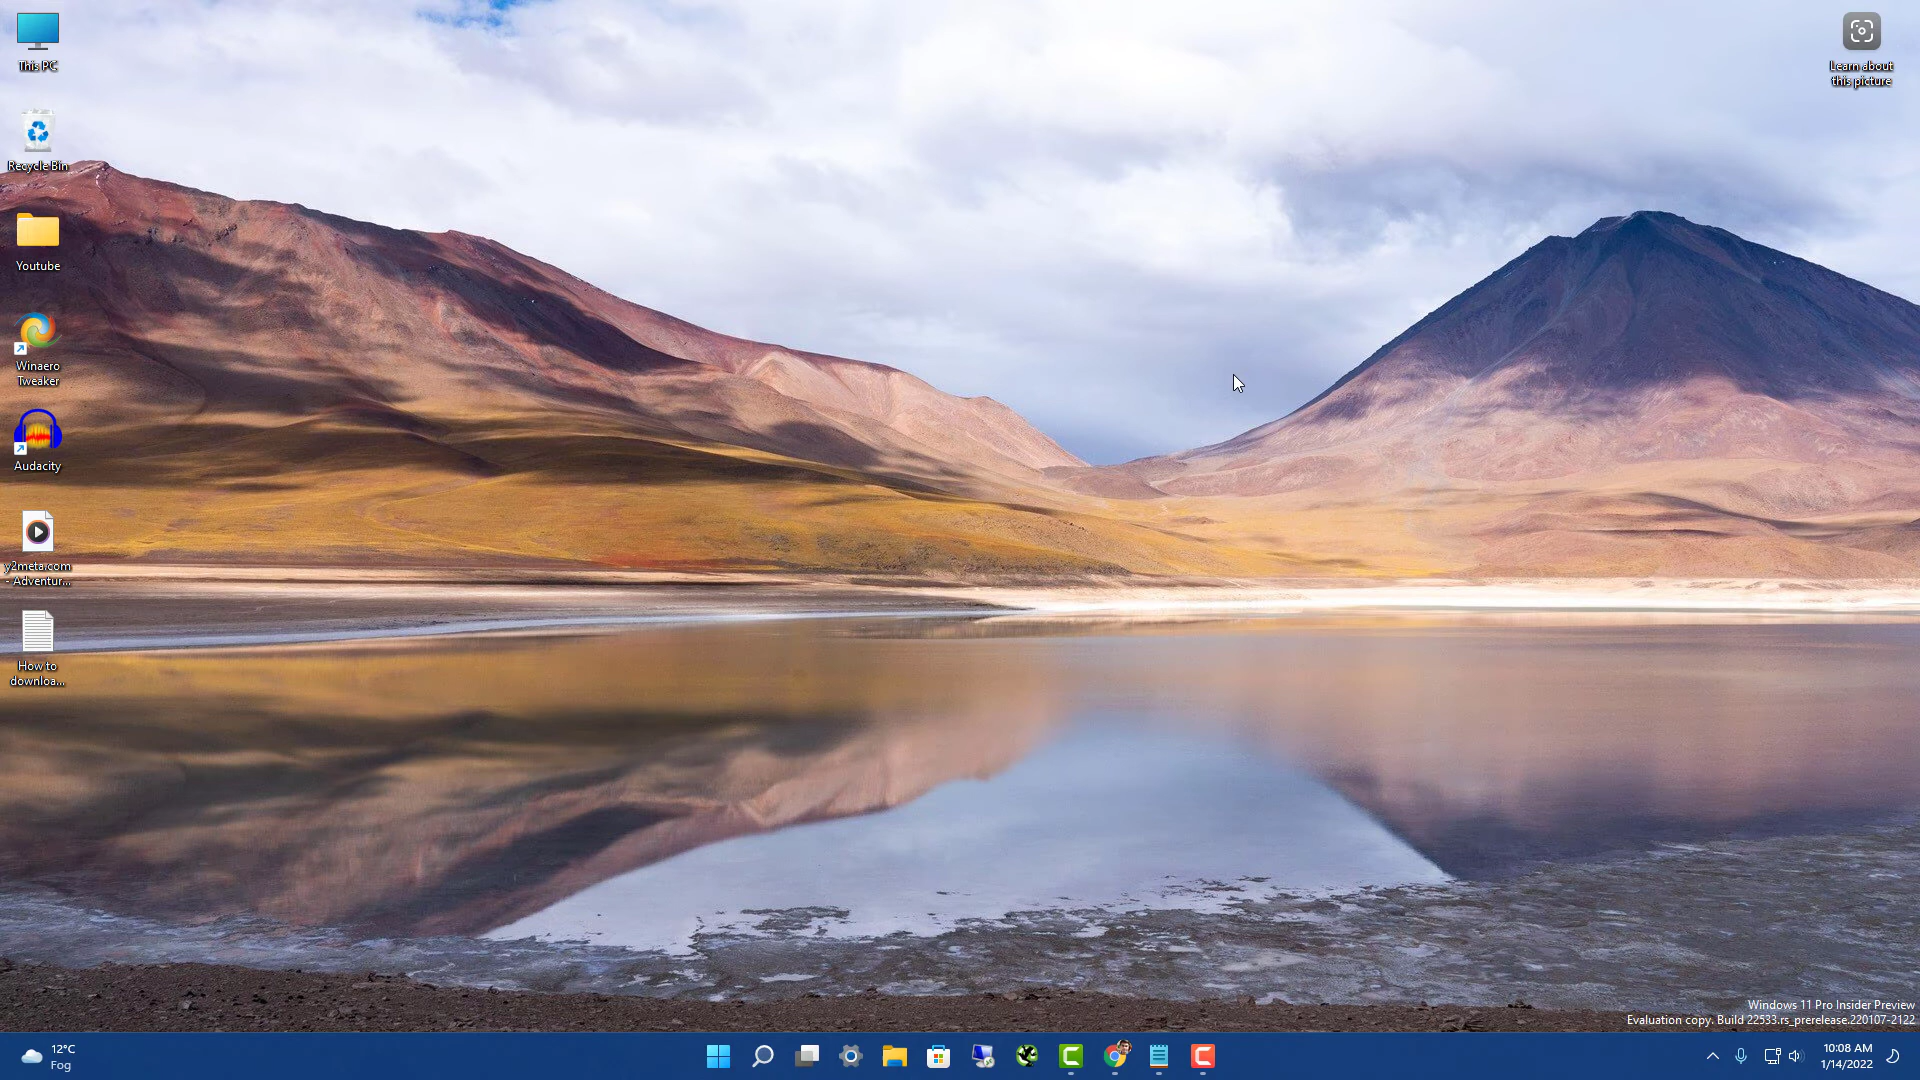 This PC
Learn about
this picture
Recycle Bin
Youtube
Winaero
Tweaker
Audacity
y2meta.com
- Adventur...
How to
downloa...
Windows 11 Pro Insider Preview
Evaluation copy. Build 22533.rs_prerelease.220107-2122
12°C
Fog
10:08 AM
1/14/2022